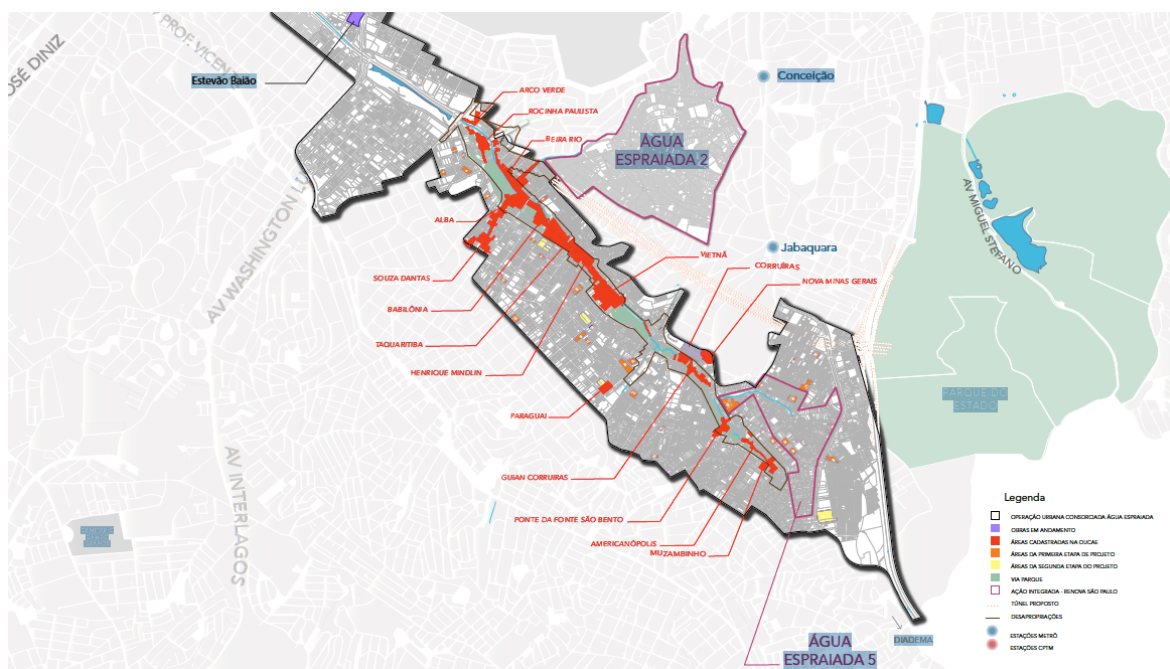 JOSÉ DINIZ
AV PROF. VICENTE
Estevão Baião
Conceição
ARCO VERDE
ROCINHA PAULISTA
BEIRA RIO
ÁGUA
ESPRAIADA 2
AV WASHINGTON LU
AV MIGUEL STEFANO
ALBA
Jabaquara
VIETNÃ
CORRUÍRAS
SOUZA DANTAS
NOVA MINAS GERAIS
BABILÔNIA
TAQUARITIBA
HENRIQUE MINDLIN
PARQUE DO
ESTADO
PARAGUAI
AV INTERLAGOS
GUIAN CORRUIRAS
PONTE DA FONTE SÃO BENTO
AMERICANÓPOLIS
MUZAMBINHO
DIADEMA
ÁGUA
ESPRAIADA 5
Legenda
OPERAÇÃO URBANA CONSORCIADA ÁGUA ESPRAIADA
OBRAS EM ANDAMENTO
ÁREAS CADASTRADAS NA OUCAE
ÁREAS DA PRIMEIRA ETAPA DE PROJETO
ÁREAS DA SEGUNDA ETAPA DO PROJETO
VIA PARQUE
AÇÃO INTEGRADA - RENOVA SÃO PAULO
TÚNEL PROPOSTO
DESAPROPRIAÇÕES
ESTAÇÕES METRÔ
ESTAÇÕES CPTM